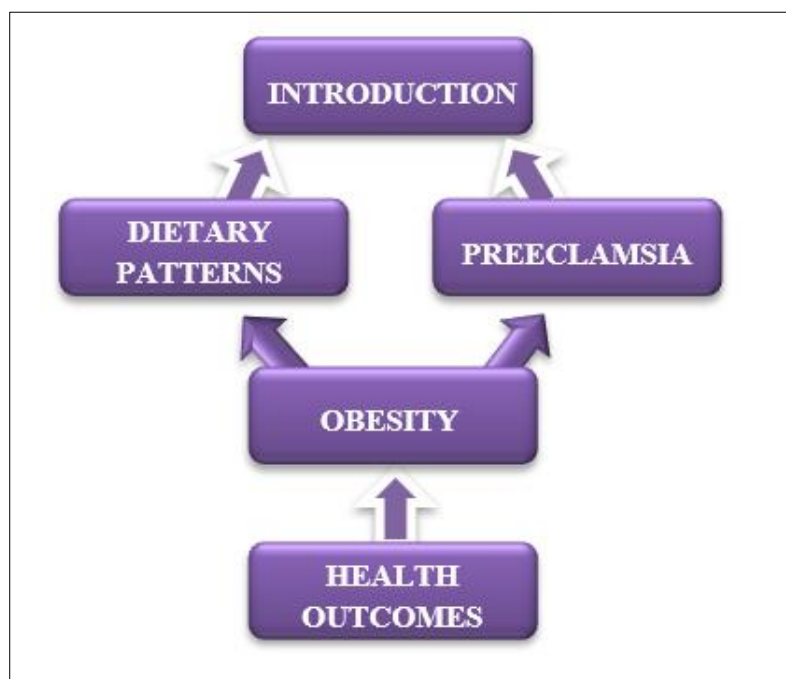 INTRODUCTION
DIETARY
PATTERNS
PREECLAMSIA
OBESITY
HEALTH
OUTCOMES